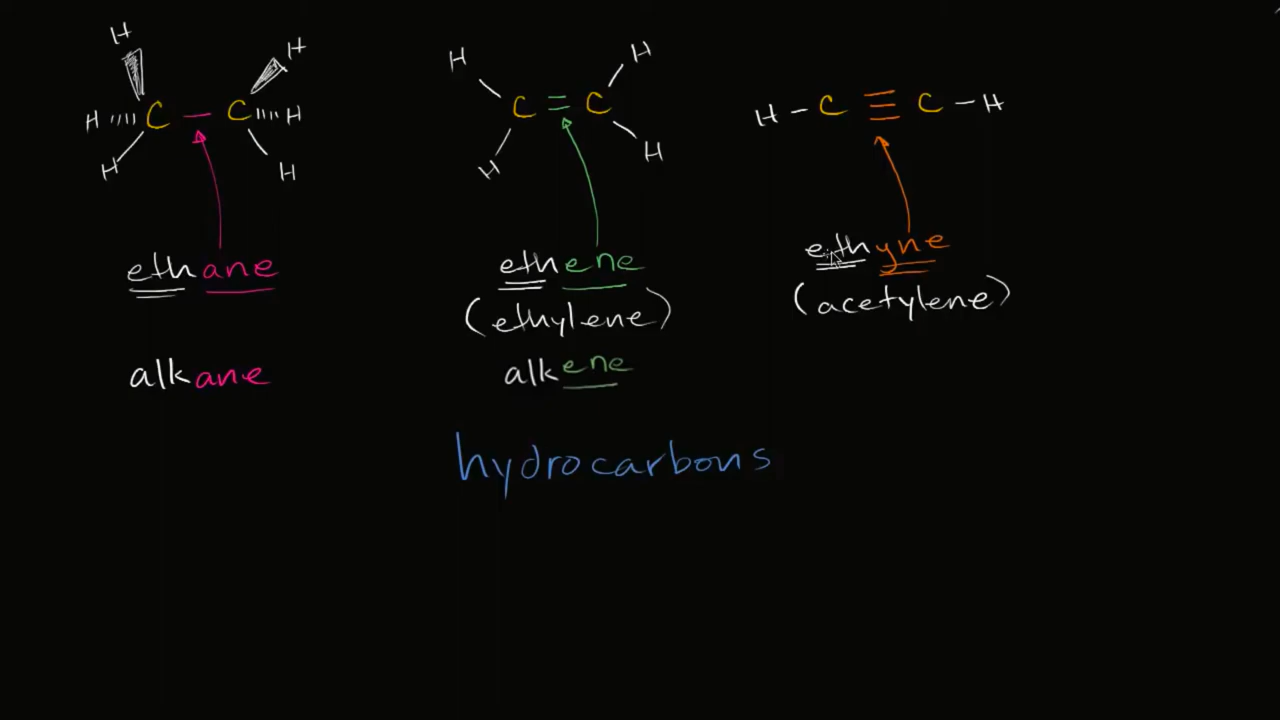 H H H H
H C - C H H C = C H - C ≡ C - H
H H H H
ethane ethene ethyne
(ethylene) (acetylene)
alkane alkene
hydrocarbons